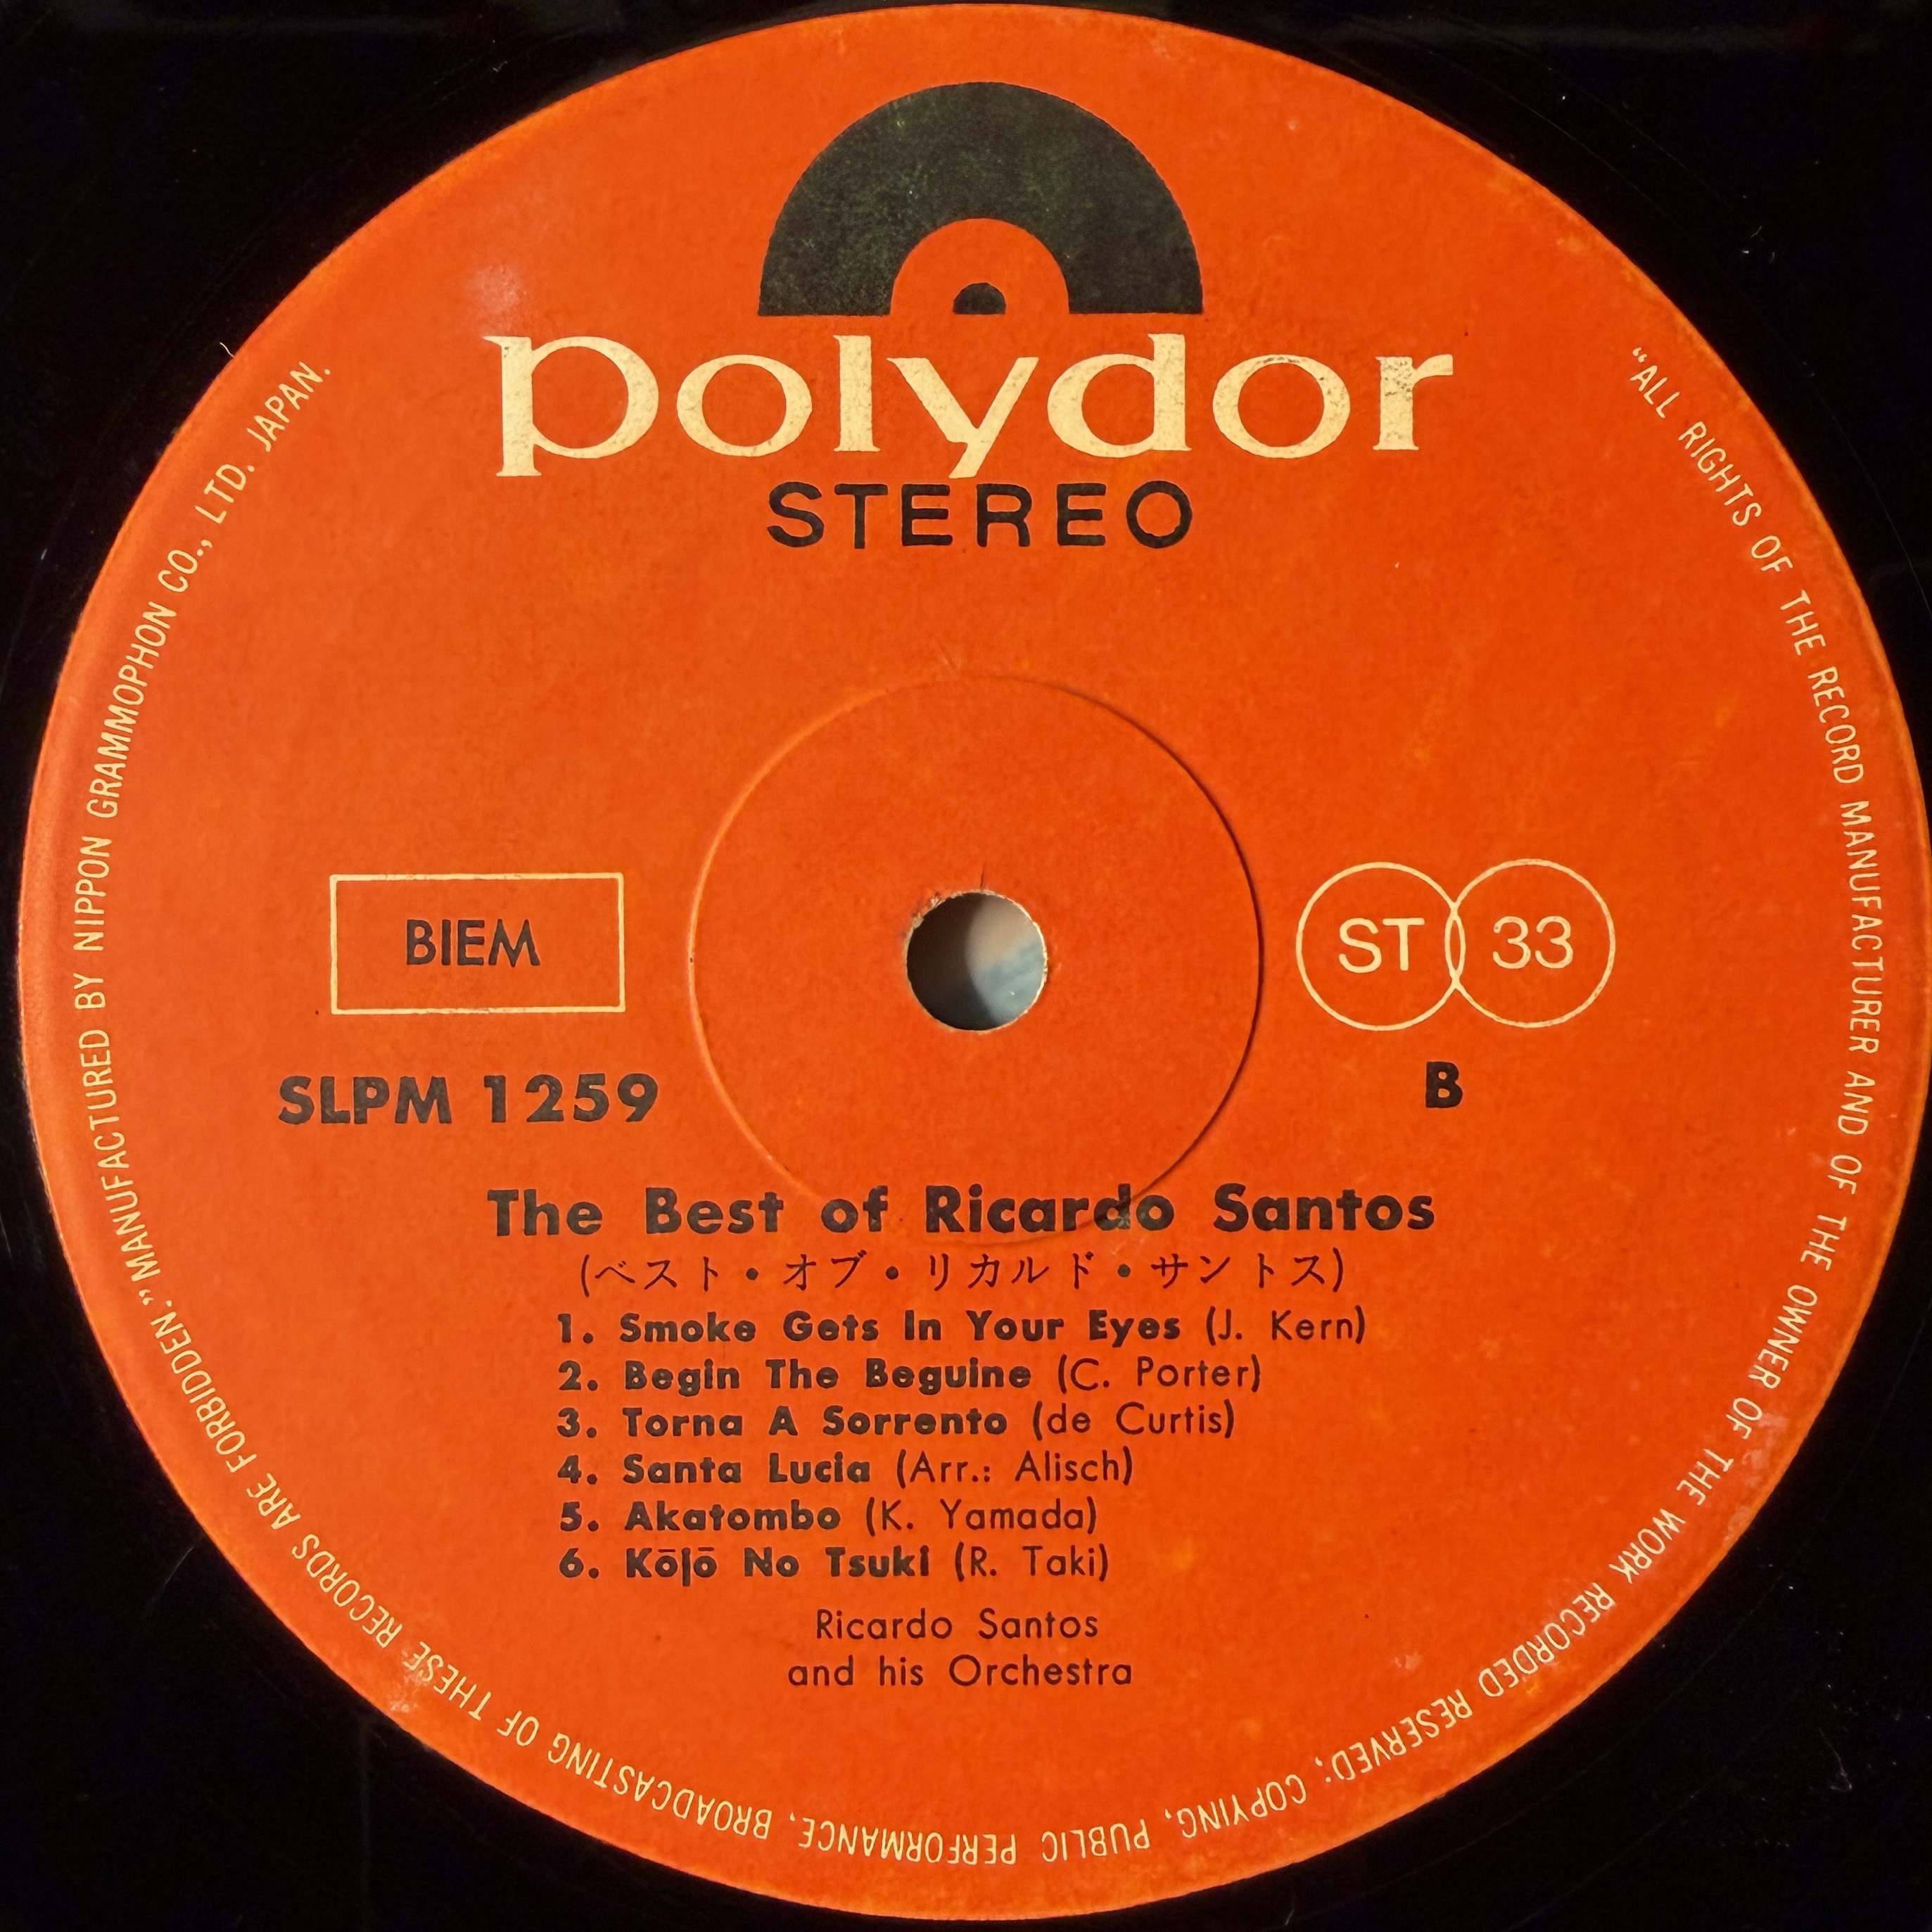 polydor
STEREO
BIEM
ST 33
SLPM 1259
B
The Best of Ricardo Santos
(ベスト・オブ・リカルド・サントス)
1. Smoke Gets In Your Eyes (J. Kern)
2. Begin The Beguine (C. Porter)
3. Torna A Sorrento (de Curtis)
4. Santa Lucia (Arr.: Alisch)
5. Akatombo (K. Yamada)
6. Kōjō No Tsuki (R. Taki)
Ricardo Santos
and his Orchestra
"ALL RIGHTS OF THE RECORD MANUFACTURER AND OF THE OWNER OF THE WORK RECORDED RESERVED; COPYING, PUBLIC PERFORMANCE, BROADCASTING OF THESE RECORDS ARE FORBIDDEN." MANUFACTURED BY NIPPON GRAMMOPHON CO., LTD. JAPAN.